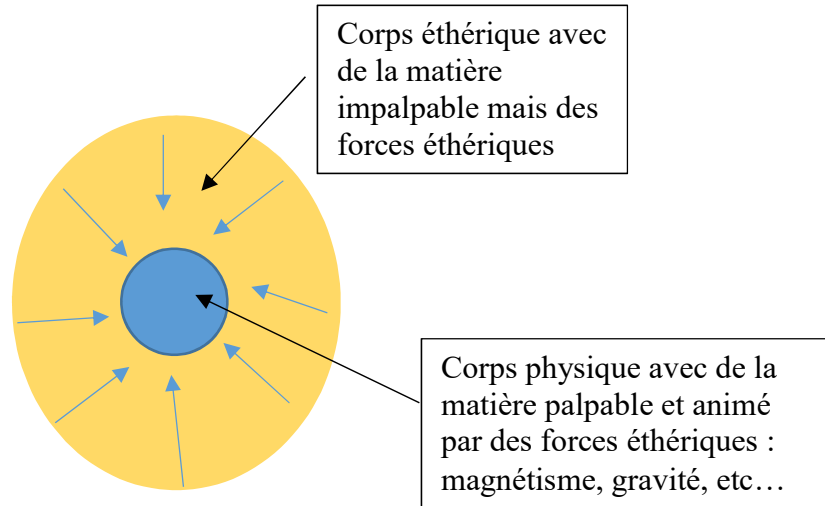 Corps éthérique avec
de la matière
impalpable mais des
forces éthériques
Corps physique avec de la
matière palpable et animé
par des forces éthériques :
magnétisme, gravité, etc…